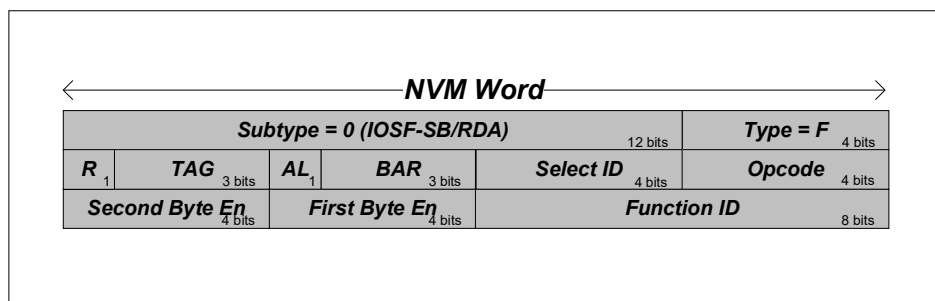 NVM Word
Subtype = 0 (IOSF-SB/RDA) 12 bits Type = F 4 bits
R 1 TAG 3 bits AL 1 BAR 3 bits Select ID 4 bits Opcode 4 bits
Second Byte En 4 bits First Byte En 4 bits Function ID 8 bits